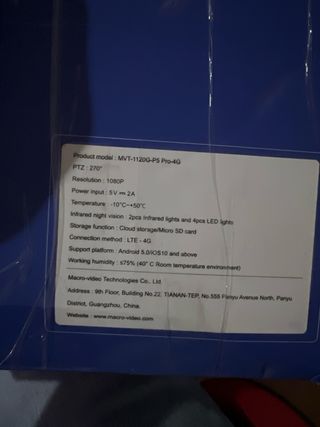 Product model : MVT-1120G-P5 Pro-4G
PTZ : 270°
Resolution : 1080P
Power input : 5V ⎓ 2A
Temperature : -10°C~+50℃
Infrared night vision : 2pcs Infrared lights and 4pcs LED lights
Storage function : Cloud storage/Micro SD card
Connection method : LTE - 4G
Support platform : Android 5.0/iOS10 and above
Working humidity : ≤75% (40° C Room temperature environment)
Macro-video Technologies Co., Ltd.
Address : 9th Floor, Building No.22, TIANAN-TEP, No.555 Panyu Avenue North, Panyu
District, Guangzhou, China.
Website : www.macro-video.com